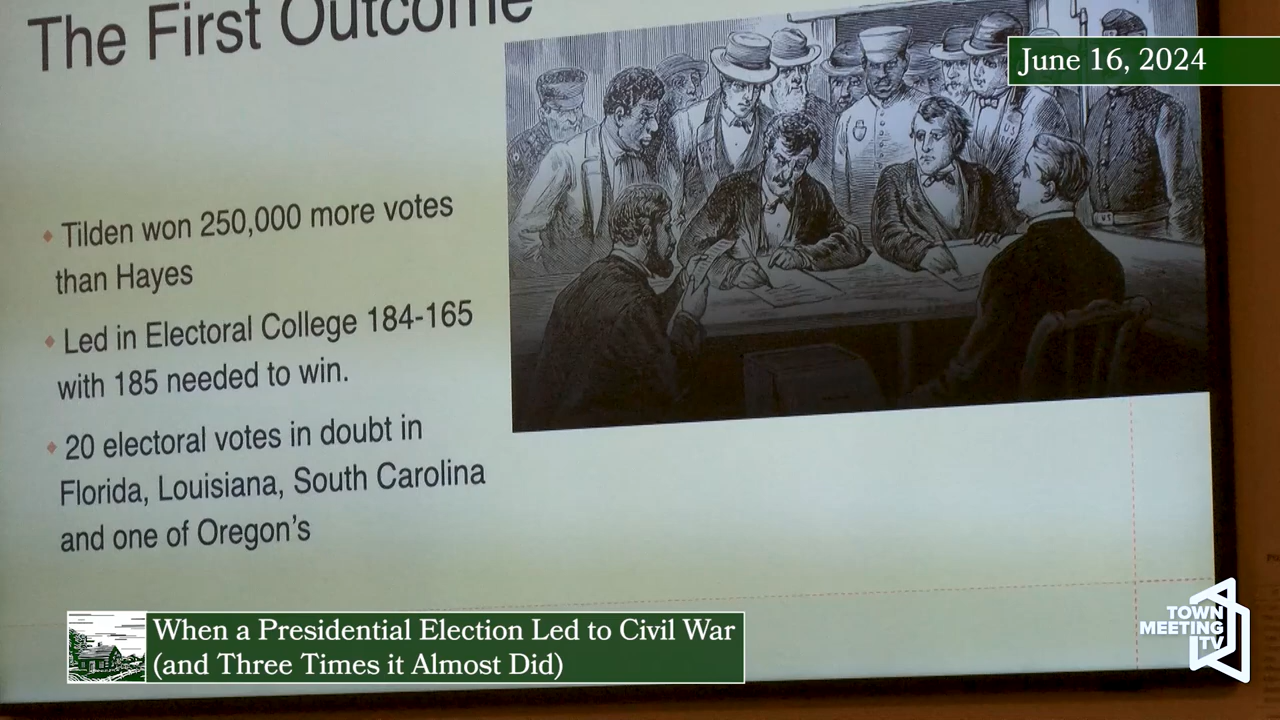 The First Outcome
June 16, 2024
• Tilden won 250,000 more votes
than Hayes
• Led in Electoral College 184-165
with 185 needed to win.
• 20 electoral votes in doubt in
Florida, Louisiana, South Carolina
and one of Oregon's
US
US
When a Presidential Election Led to Civil War
(and Three Times it Almost Did)
TOWN
MEETING
TV